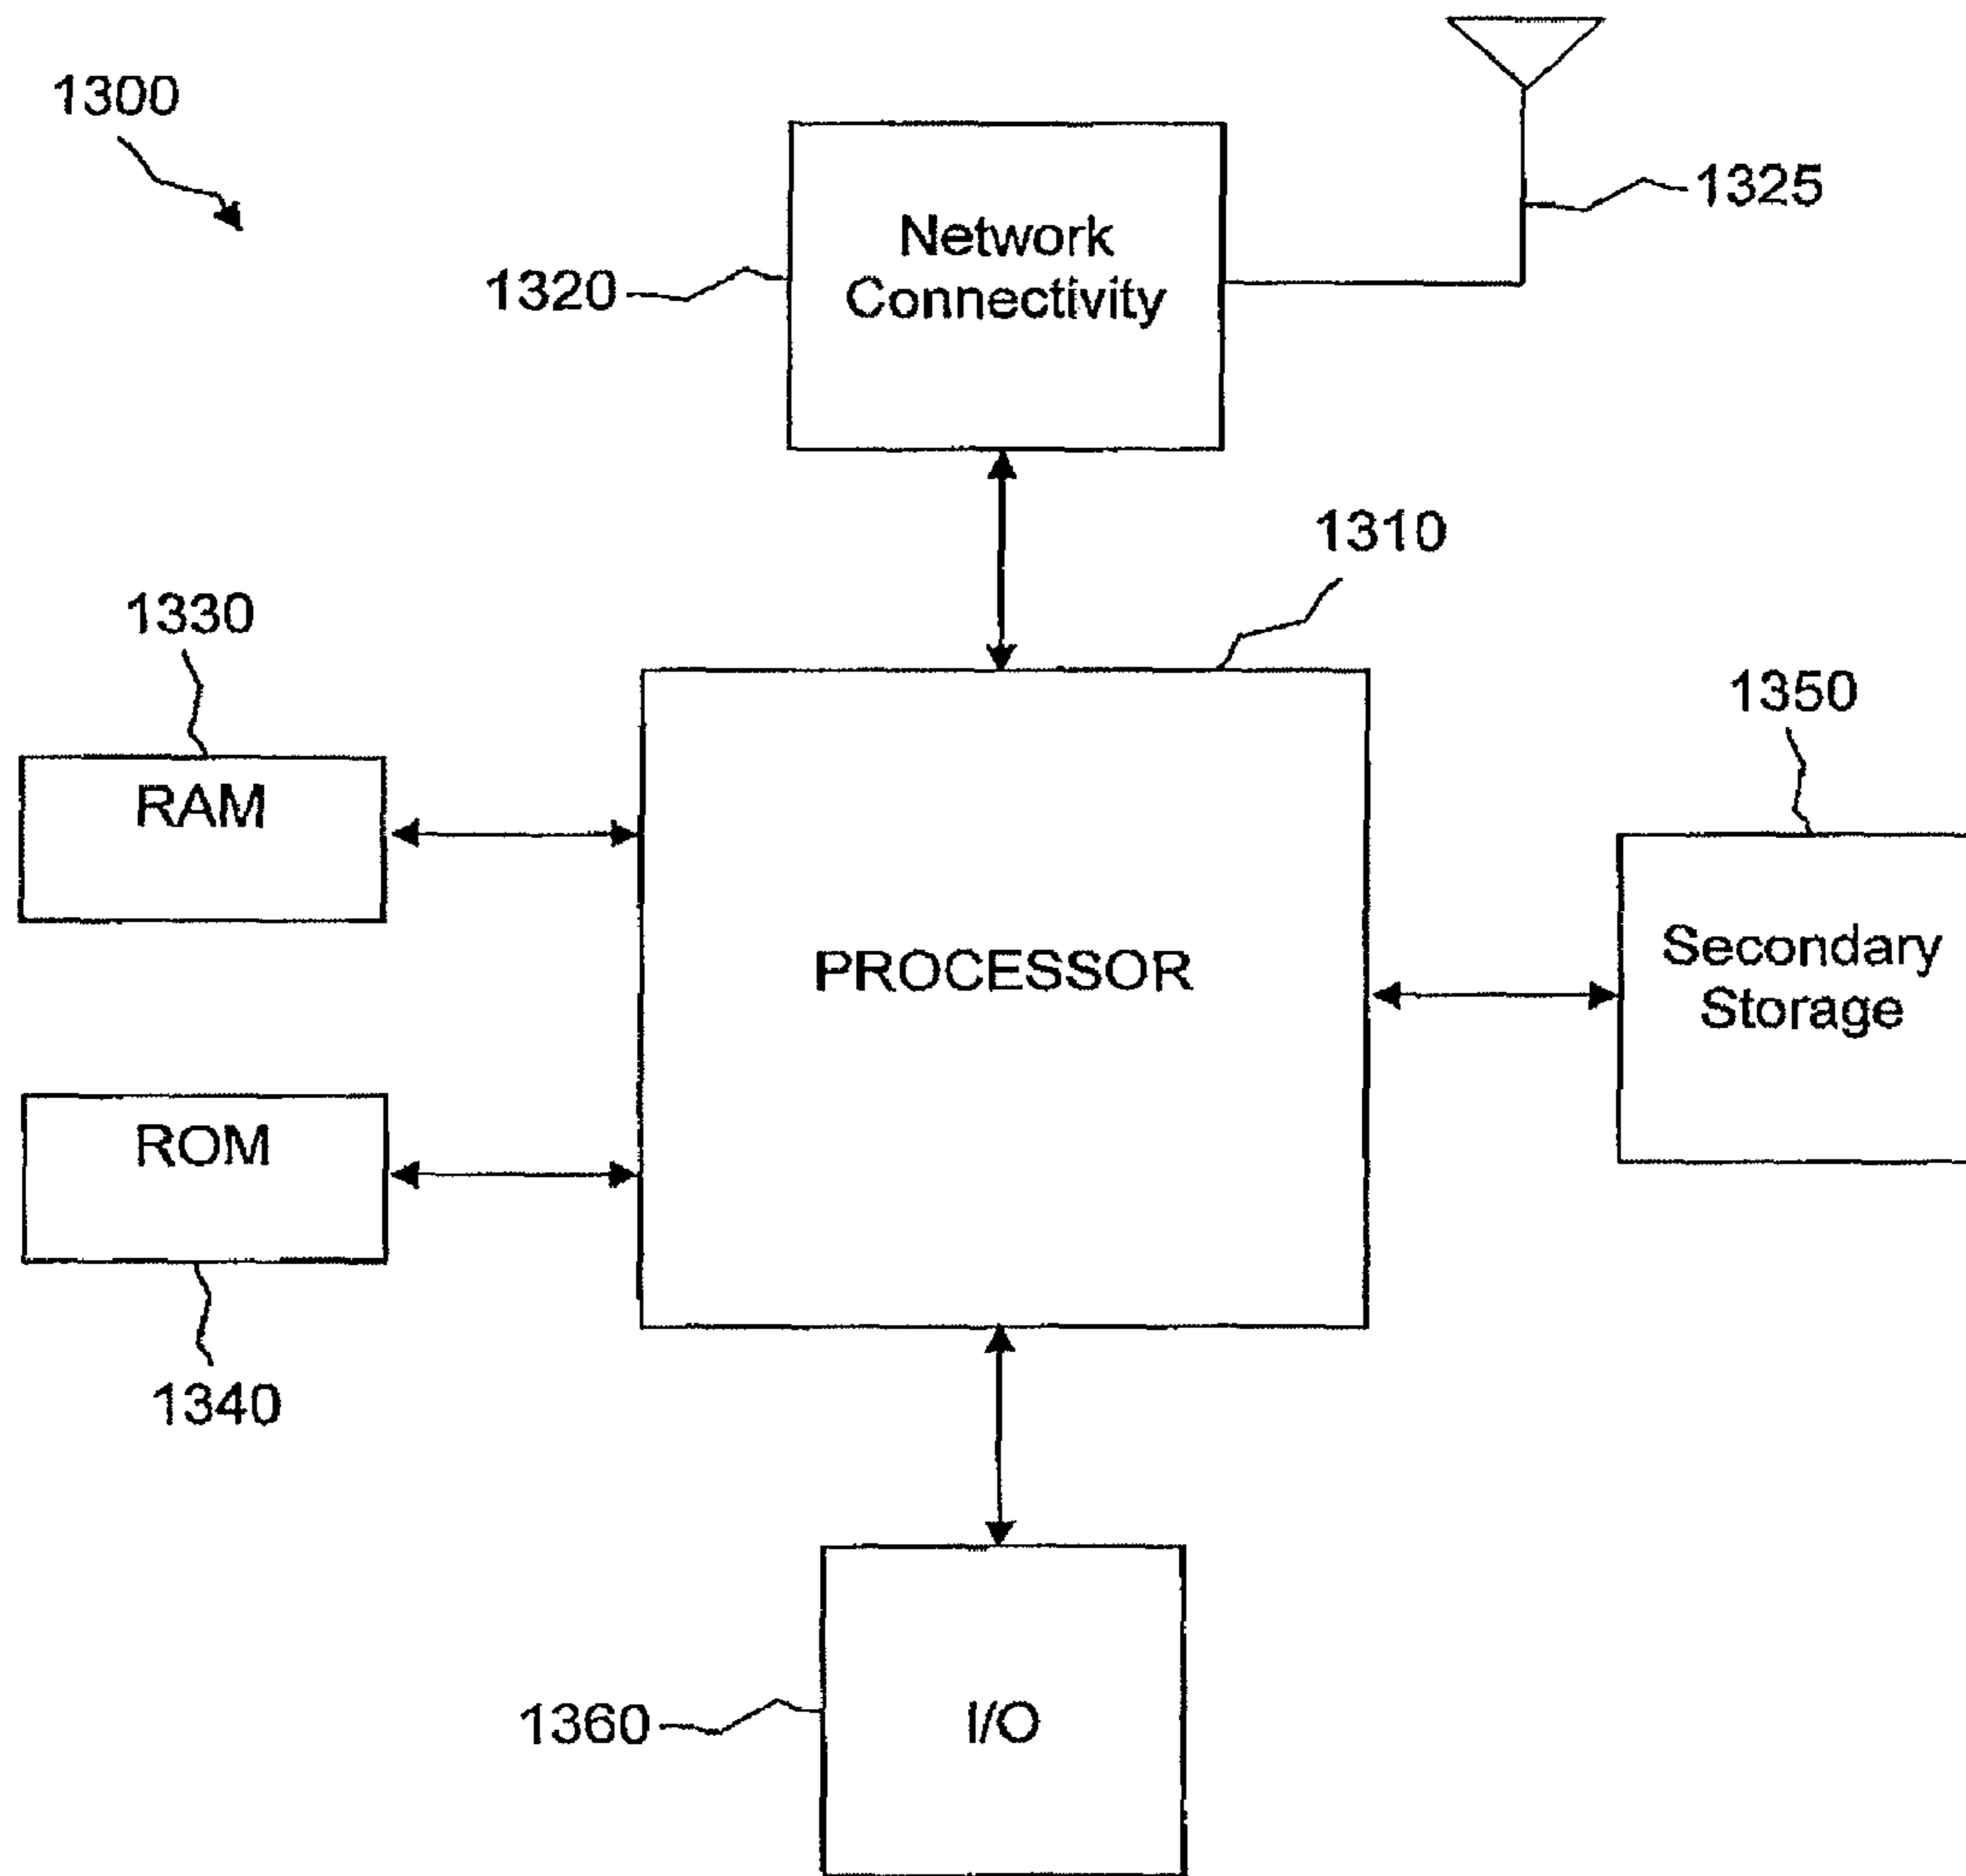 1300
1325
Network
Connectivity
1320
1310
1330
1350
RAM
PROCESSOR
Secondary
Storage
ROM
1340
1360
I/O